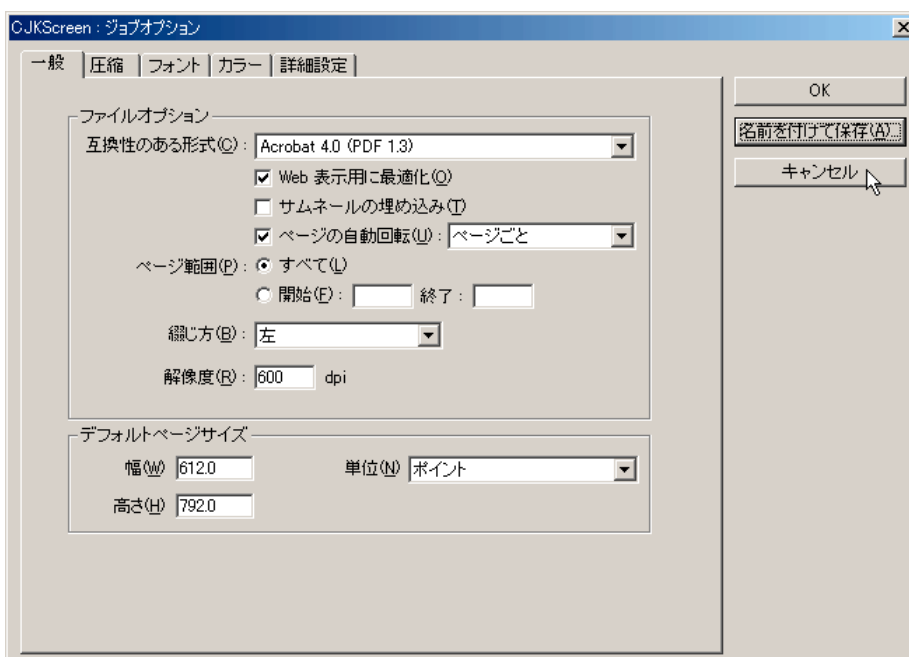 CJKScreen : ジョブオプション
一般 圧縮 フォント カラー 詳細設定
OK
名前を付けて保存(A)...
キャンセル
ファイルオプション
互換性のある形式(C) : Acrobat 4.0 (PDF 1.3)
Web 表示用に最適化(O)
サムネールの埋め込み(T)
ページの自動回転(U) : ページごと
ページ範囲(P) : すべて(L)
開始(F) : 終了 :
綴じ方(B) : 左
解像度(R) : 600 dpi
デフォルトページサイズ
幅(W) 612.0 単位(N) ポイント
高さ(H) 792.0